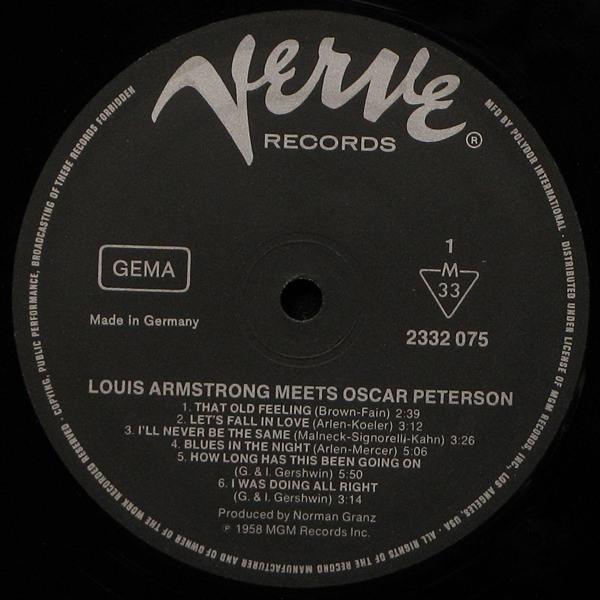 Verve
RECORDS ®
GEMA
Made in Germany
1
M
33
2332 075
LOUIS ARMSTRONG MEETS OSCAR PETERSON
1. THAT OLD FEELING (Brown-Fain) 2:39
2. LET'S FALL IN LOVE (Arlen-Koeler) 3:12
3. I'LL NEVER BE THE SAME (Malneck-Signorelli-Kahn) 3:26
4. BLUES IN THE NIGHT (Arlen-Mercer) 5:06
5. HOW LONG HAS THIS BEEN GOING ON
(G. & I. Gershwin) 5:50
6. I WAS DOING ALL RIGHT
(G. & I. Gershwin) 3:14
Produced by Norman Granz
℗ 1958 MGM Records Inc.
MFD BY POLYDOR INTERNATIONAL · DISTRIBUTED UNDER LICENSE OF MGM RECORDS, INC. LOS ANGELES, USA · ALL RIGHTS OF THE RECORD MANUFACTURER AND OF OWNER OF THE WORK RECORDED RESERVED · COPYING, PUBLIC PERFORMANCE, BROADCASTING OF THESE RECORDS FORBIDDEN